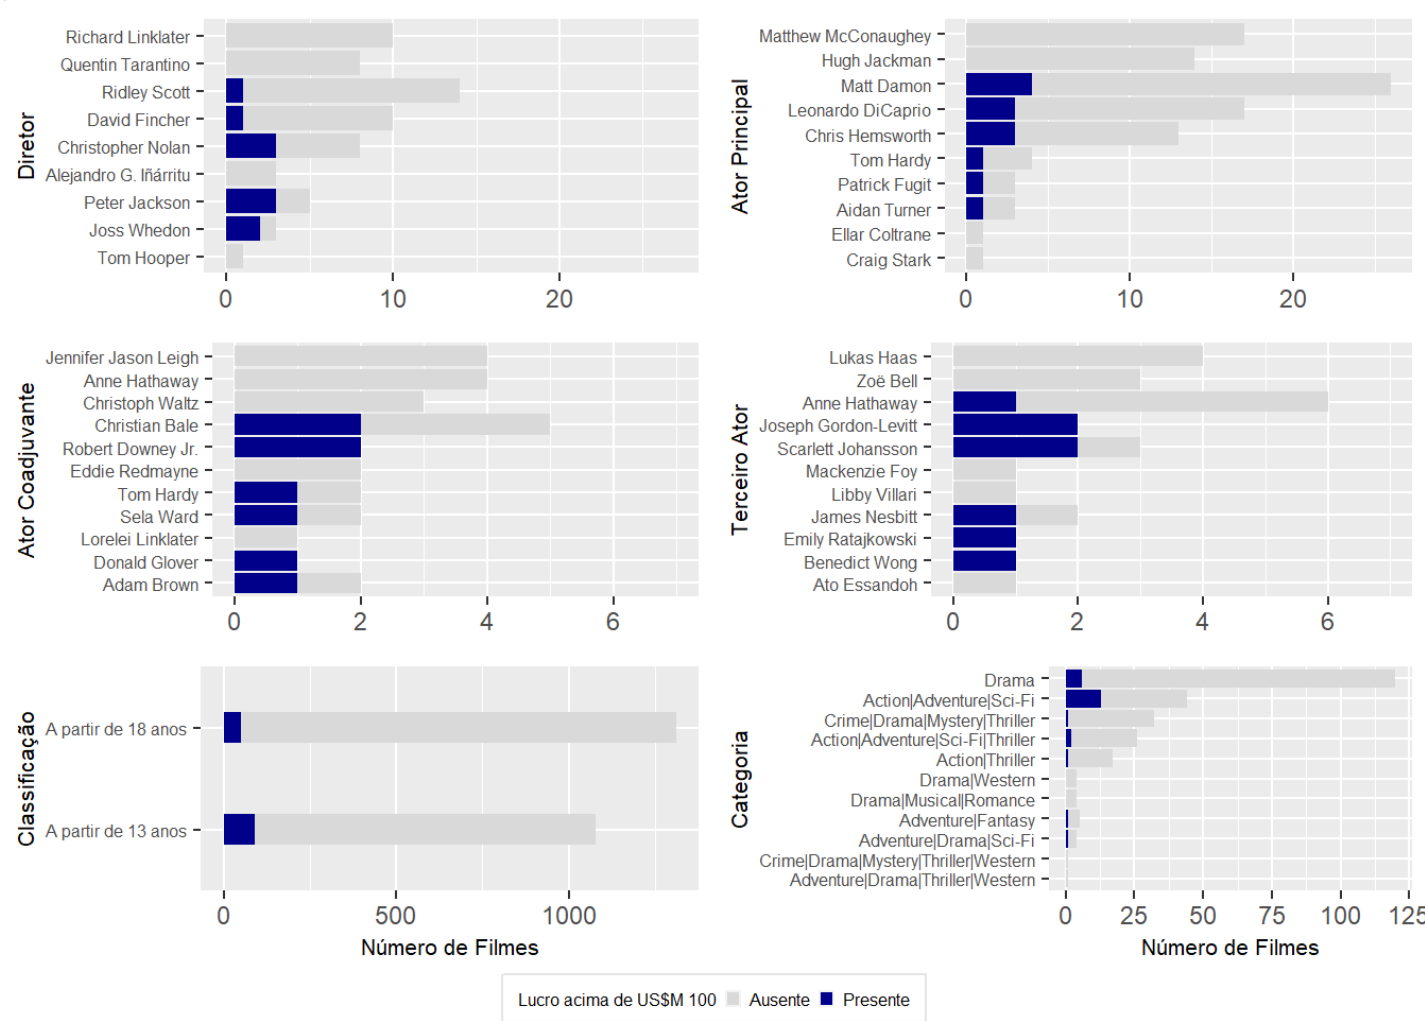 Diretor
Richard Linklater
Quentin Tarantino
Ridley Scott
David Fincher
Christopher Nolan
Alejandro G. Iñárritu
Peter Jackson
Joss Whedon
Tom Hooper
0 10 20
Ator Principal
Matthew McConaughey
Hugh Jackman
Matt Damon
Leonardo DiCaprio
Chris Hemsworth
Tom Hardy
Patrick Fugit
Aidan Turner
Ellar Coltrane
Craig Stark
0 10 20
Ator Coadjuvante
Jennifer Jason Leigh
Anne Hathaway
Christoph Waltz
Christian Bale
Robert Downey Jr.
Eddie Redmayne
Tom Hardy
Sela Ward
Lorelei Linklater
Donald Glover
Adam Brown
0 2 4 6
Terceiro Ator
Lukas Haas
Zoë Bell
Anne Hathaway
Joseph Gordon-Levitt
Scarlett Johansson
Mackenzie Foy
Libby Villari
James Nesbitt
Emily Ratajkowski
Benedict Wong
Ato Essandoh
0 2 4 6
Classificação
A partir de 18 anos
A partir de 13 anos
0 500 1000
Número de Filmes
Categoria
Drama
Action|Adventure|Sci-Fi
Crime|Drama|Mystery|Thriller
Action|Adventure|Sci-Fi|Thriller
Action|Thriller
Drama|Western
Drama|Musical|Romance
Adventure|Fantasy
Adventure|Drama|Sci-Fi
Crime|Drama|Mystery|Thriller|Western
Adventure|Drama|Thriller|Western
0 25 50 75 100 125
Número de Filmes
Lucro acima de US$M 100 Ausente Presente